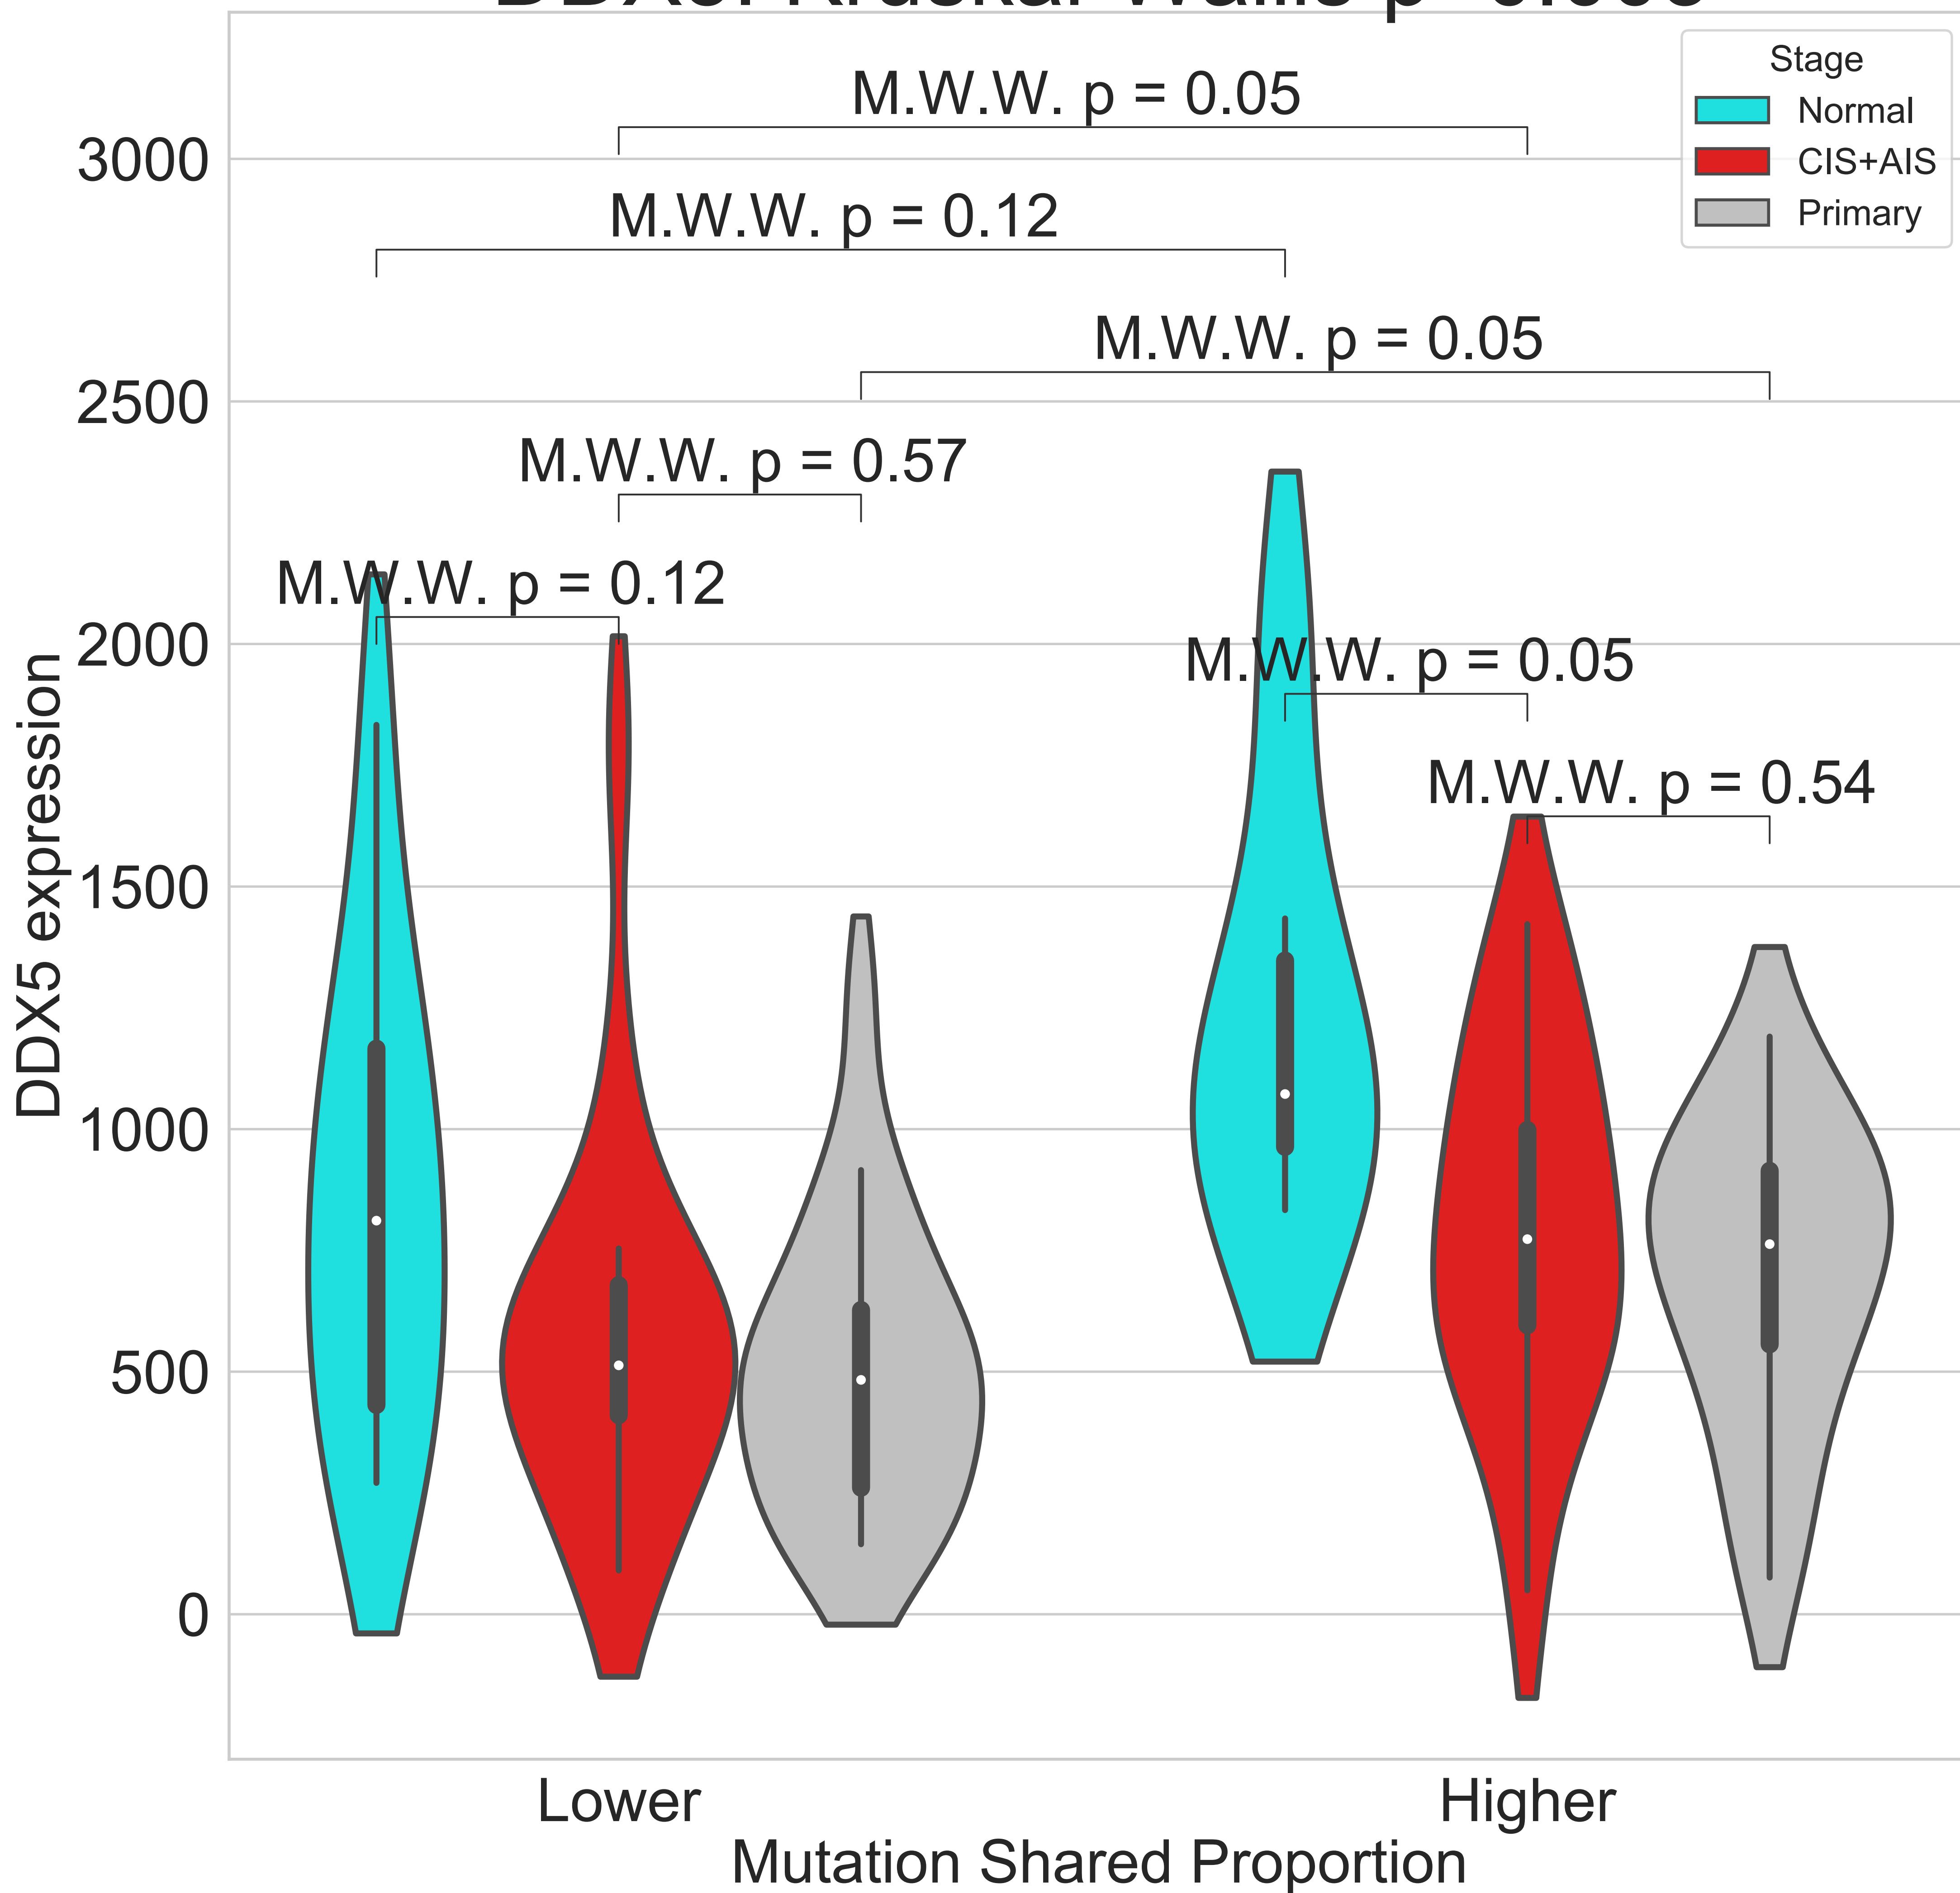 Stage
Normal
CIS+AIS
Primary
M.W.W. p = 0.05
M.W.W. p = 0.12
M.W.W. p = 0.05
M.W.W. p = 0.57
M.W.W. p = 0.12
M.W.W. p = 0.05
M.W.W. p = 0.54
3000
2500
2000
1500
1000
500
0
DDX5 expression
Lower
Higher
Mutation Shared Proportion